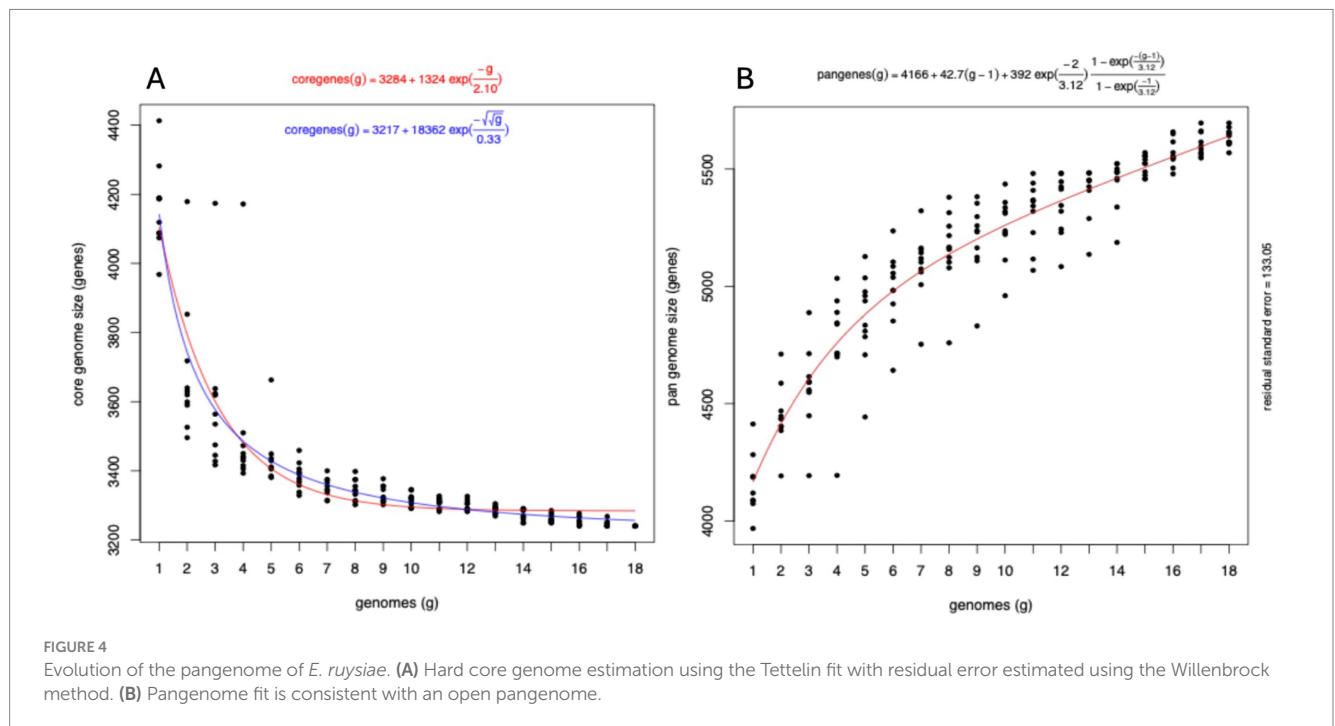 A
coregenes(g) = 3284 + 1324 exp(-g/2.10)
coregenes(g) = 3217 + 18362 exp(-√√g/0.33)
core genome size (genes)
4400
4200
4000
3800
3600
3400
3200
1 2 3 4 5 6 7 8 9 10 11 12 14 16 18
genomes (g)
B
pangenes(g) = 4166 + 42.7(g−1) + 392 exp(-2/3.12) 1 − exp(-(g-1)/3.12) / 1 − exp(-1/3.12)
pan genome size (genes)
5500
5000
4500
4000
1 2 3 4 5 6 7 8 9 10 11 12 14 16 18
genomes (g)
residual standard error = 133.05
FIGURE 4
Evolution of the pangenome of E. ruysiae. (A) Hard core genome estimation using the Tettelin fit with residual error estimated using the Willenbrock
method. (B) Pangenome fit is consistent with an open pangenome.